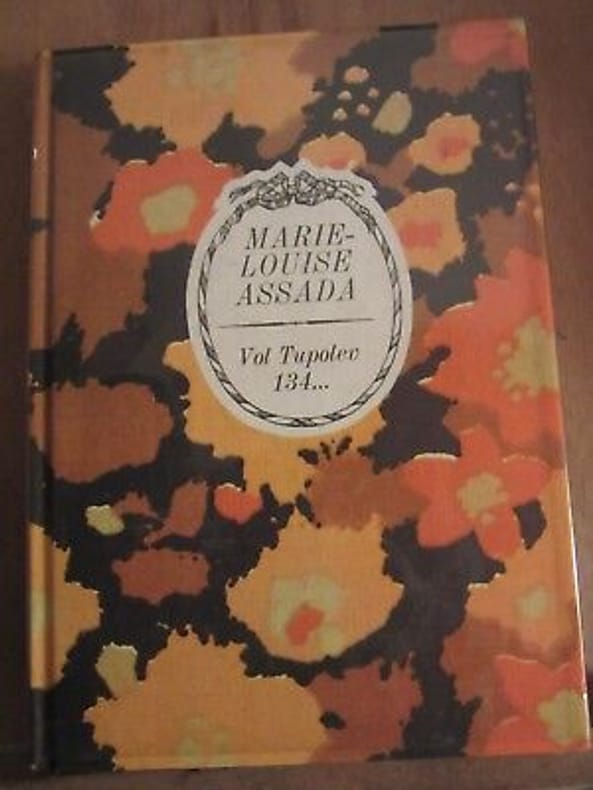 MARIE-
LOUISE
ASSADA
Vol Tupolev
134...